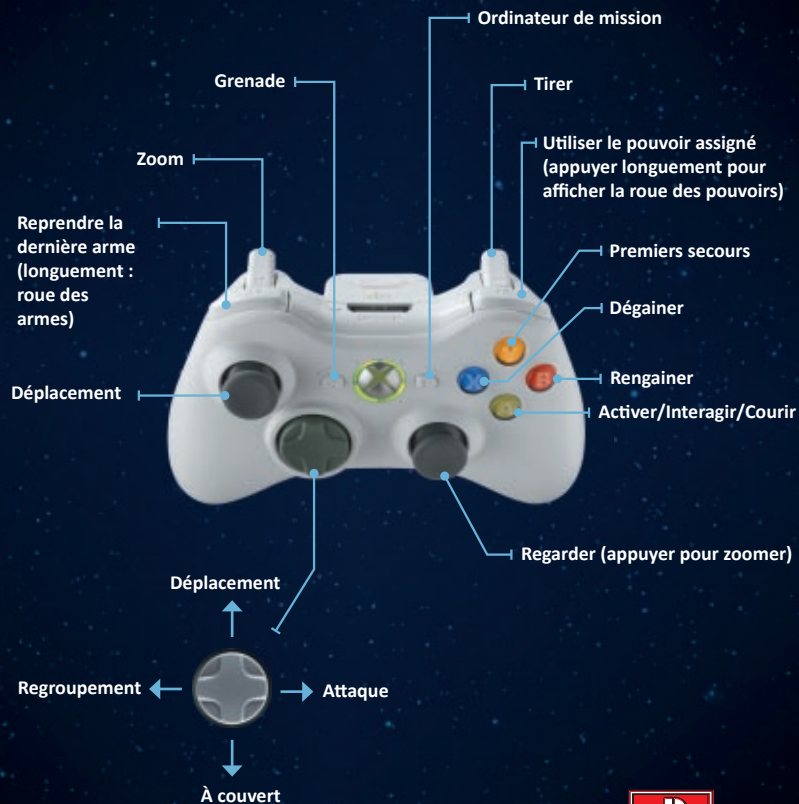 Ordinateur de mission
Grenade
Tirer
Utiliser le pouvoir assigné
(appuyer longuement pour
afficher la roue des pouvoirs)
Zoom
Reprendre la
dernière arme
(longuement :
roue des
armes)
Premiers secours
Dégainer
Déplacement
Rengainer
Activer/Interagir/Courir
Y
X
B
A
Regarder (appuyer pour zoomer)
Déplacement
Regroupement
Attaque
À couvert